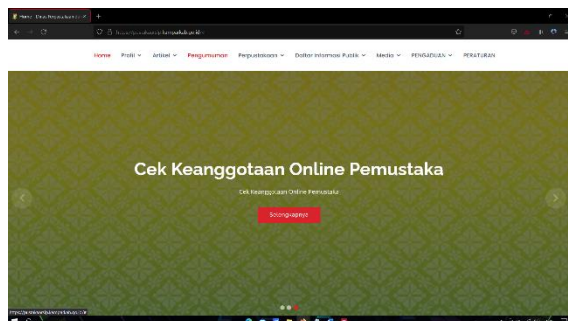 Home
Profil
Artikel
Pengumuman
Perpustakaan
Daftar Informasi Publik
Media
PENGADUAN
PERATURAN
Cek Keanggotaan Online Pemustaka
Cek Keanggotaan Online Pemustaka
Selengkapnya